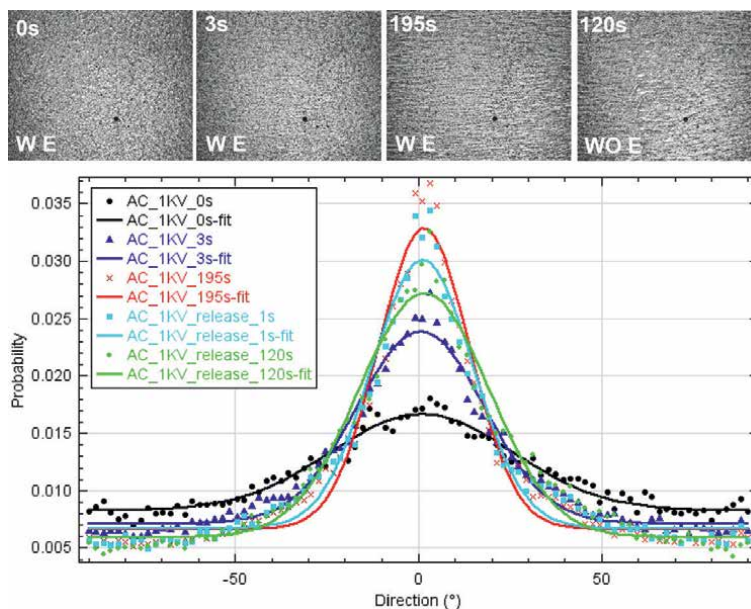 0s
3s
195s
120s
W E
W E
W E
WO E
AC_1KV_0s
AC_1KV_0s-fit
AC_1KV_3s
AC_1KV_3s-fit
AC_1KV_195s
AC_1KV_195s-fit
AC_1KV_release_1s
AC_1KV_release_1s-fit
AC_1KV_release_120s
AC_1KV_release_120s-fit
Probability
0.035
0.030
0.025
0.020
0.015
0.010
0.005
-50
0
50
Direction (°)